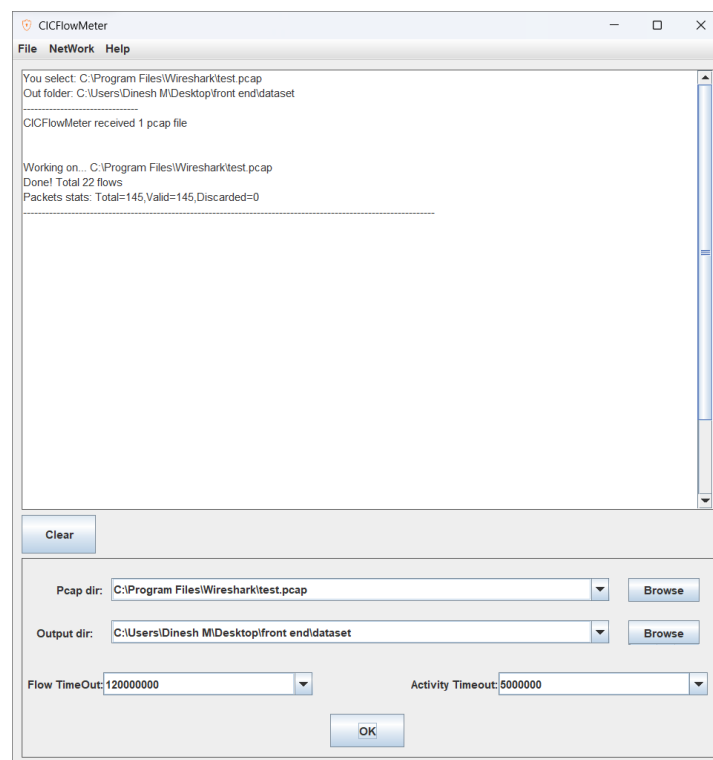 CICFlowMeter
File NetWork Help
You select: C:\Program Files\Wireshark\test.pcap
Out folder: C:\Users\Dinesh M\Desktop\front end\dataset
-------------------------------
CICFlowMeter received 1 pcap file
Working on... C:\Program Files\Wireshark\test.pcap
Done! Total 22 flows
Packets stats: Total=145,Valid=145,Discarded=0
---------------------------------------------------------------------------------------------------------------
Clear
Pcap dir: C:\Program Files\Wireshark\test.pcap Browse
Output dir: C:\Users\Dinesh M\Desktop\front end\dataset Browse
Flow TimeOut: 120000000 Activity Timeout: 5000000
OK